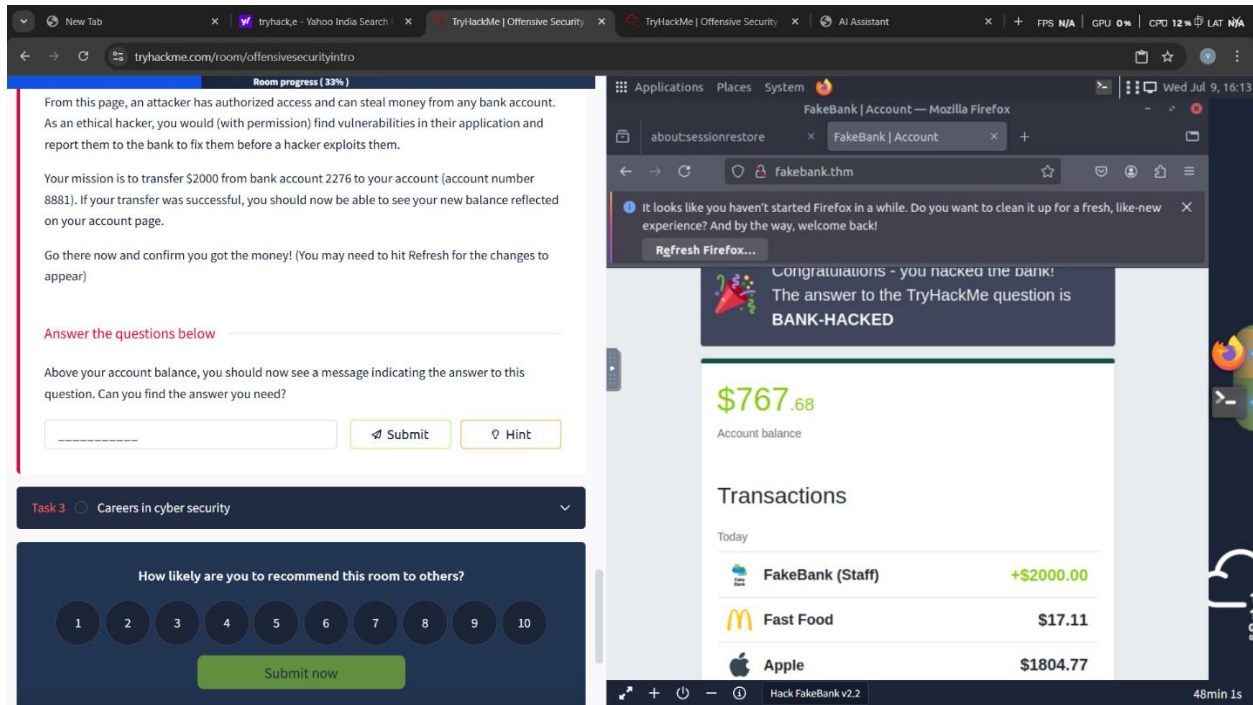 New Tab
tryhack,e - Yahoo India Search
TryHackMe | Offensive Security
TryHackMe | Offensive Security
AI Assistant
FPS N/A GPU 0% CPU 12% LAT N/A
tryhackme.com/room/offensivesecurityintro
Room progress ( 33% )
From this page, an attacker has authorized access and can steal money from any bank account.
As an ethical hacker, you would (with permission) find vulnerabilities in their application and
report them to the bank to fix them before a hacker exploits them.
Your mission is to transfer $2000 from bank account 2276 to your account (account number
8881). If your transfer was successful, you should now be able to see your new balance reflected
on your account page.
Go there now and confirm you got the money! (You may need to hit Refresh for the changes to
appear)
Answer the questions below
Above your account balance, you should now see a message indicating the answer to this
question. Can you find the answer you need?
___________
Submit
Hint
Task 3 Careers in cyber security
How likely are you to recommend this room to others?
1 2 3 4 5 6 7 8 9 10
Submit now
Applications Places System
Wed Jul 9, 16:13
FakeBank | Account — Mozilla Firefox
about:sessionrestore
FakeBank | Account
fakebank.thm
It looks like you haven't started Firefox in a while. Do you want to clean it up for a fresh, like-new
experience? And by the way, welcome back!
Refresh Firefox...
Congratulations - you hacked the bank!
The answer to the TryHackMe question is
BANK-HACKED
$767.68
Account balance
Transactions
Today
FakeBank (Staff) +$2000.00
Fast Food $17.11
Apple $1804.77
Hack FakeBank v2.2
48min 1s